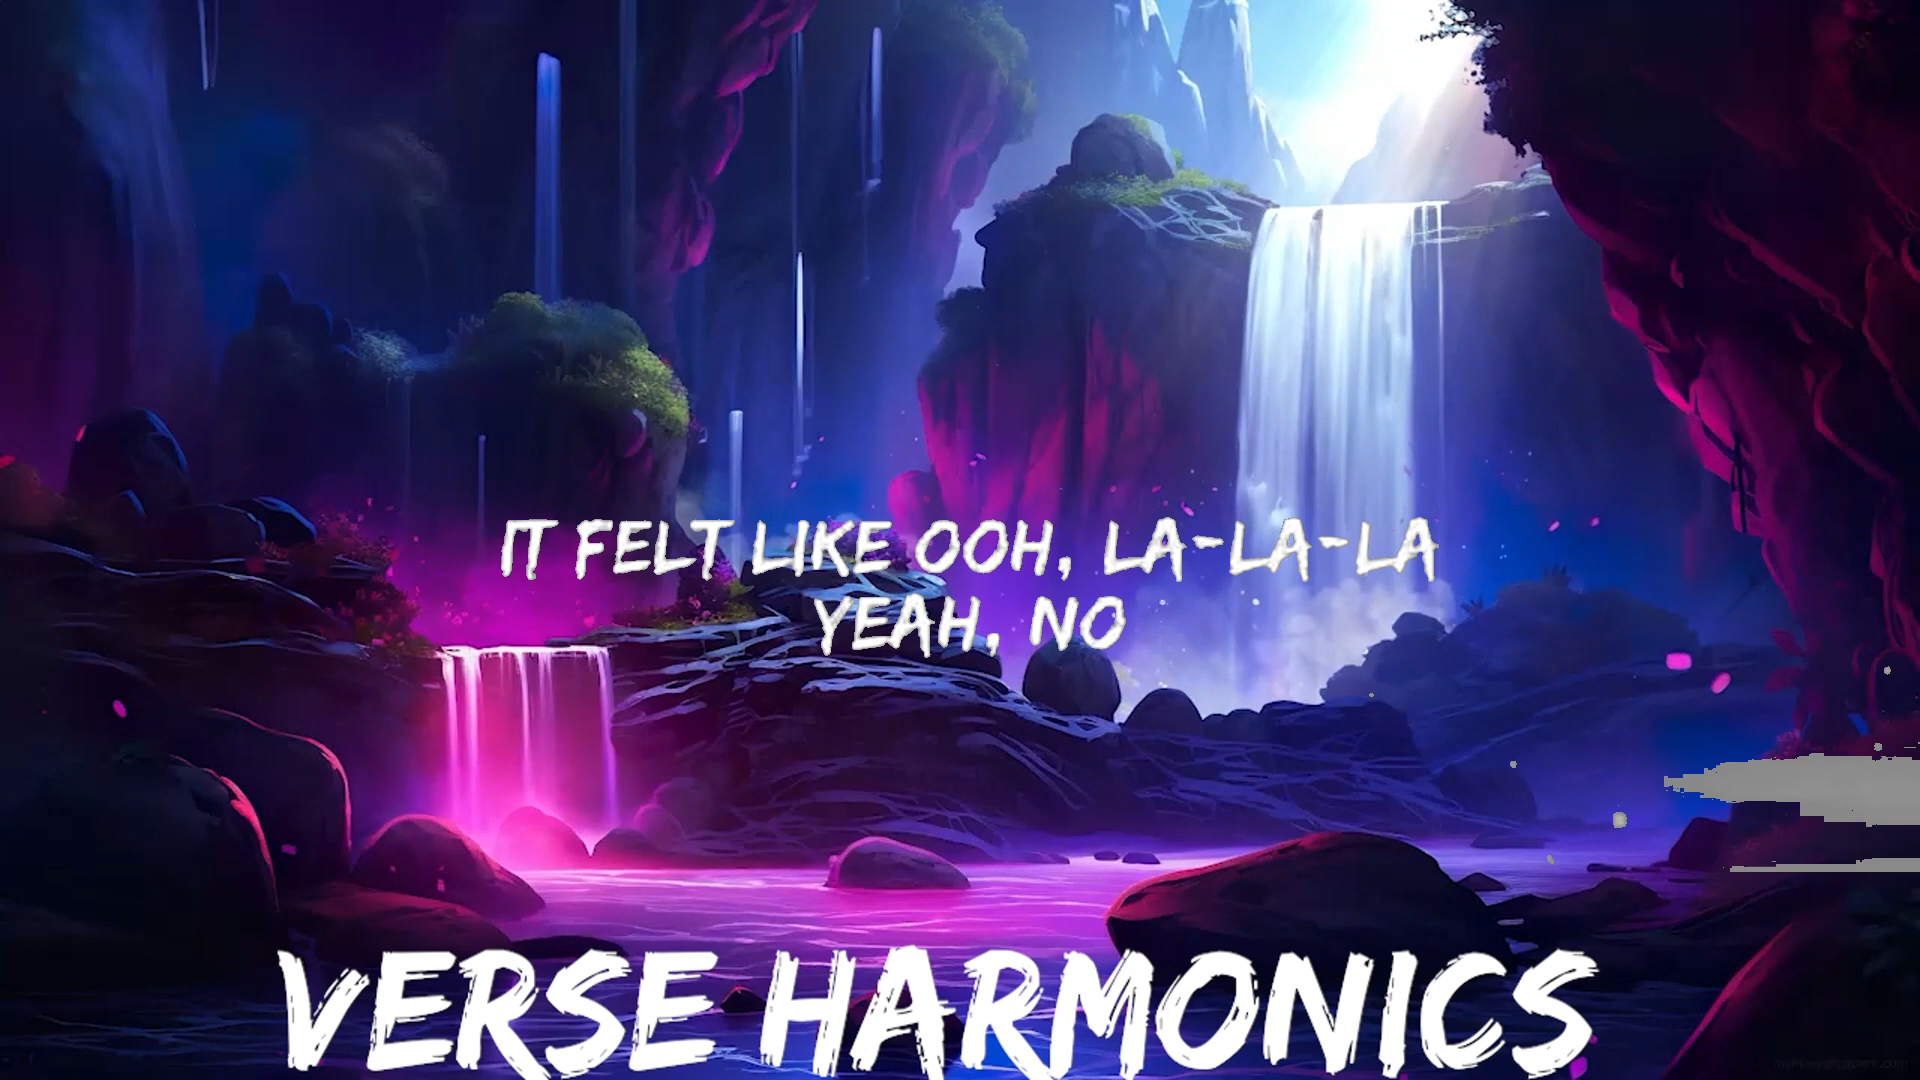 IT FELT LIKE OOH, LA-LA-LA
YEAH, NO
VERSE HARMONICS